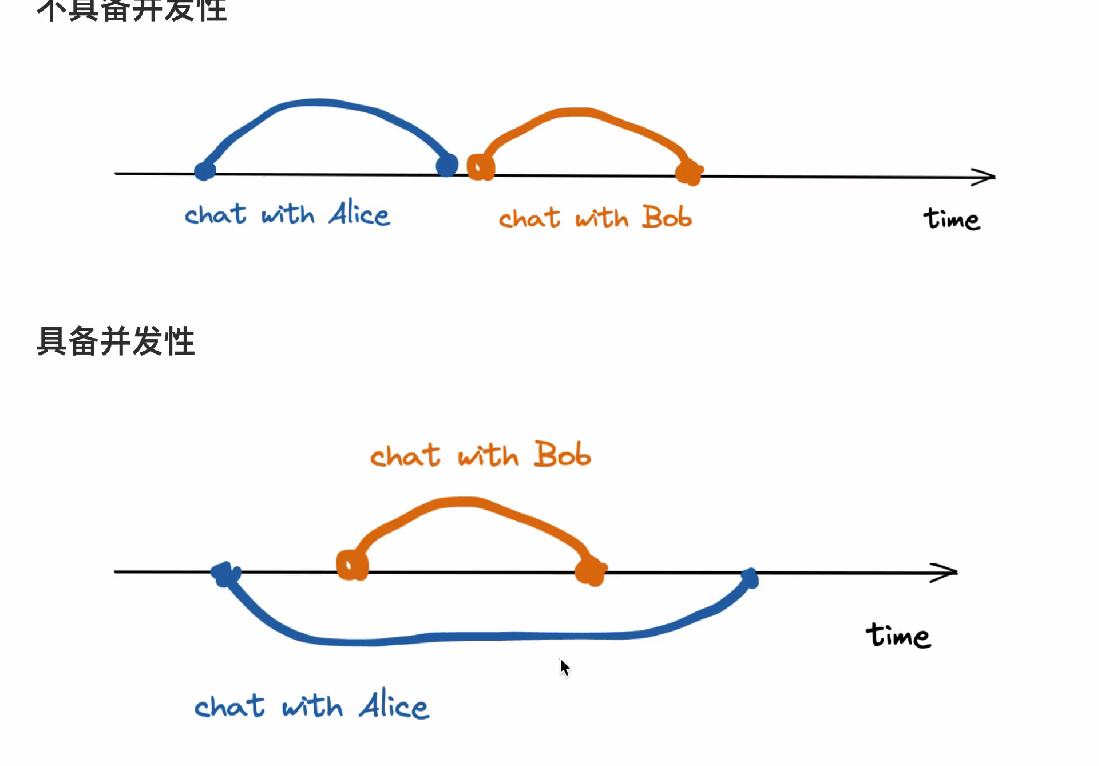 不具备并发性
chat with Alice
chat with Bob
time
具备并发性
chat with Bob
time
chat with Alice